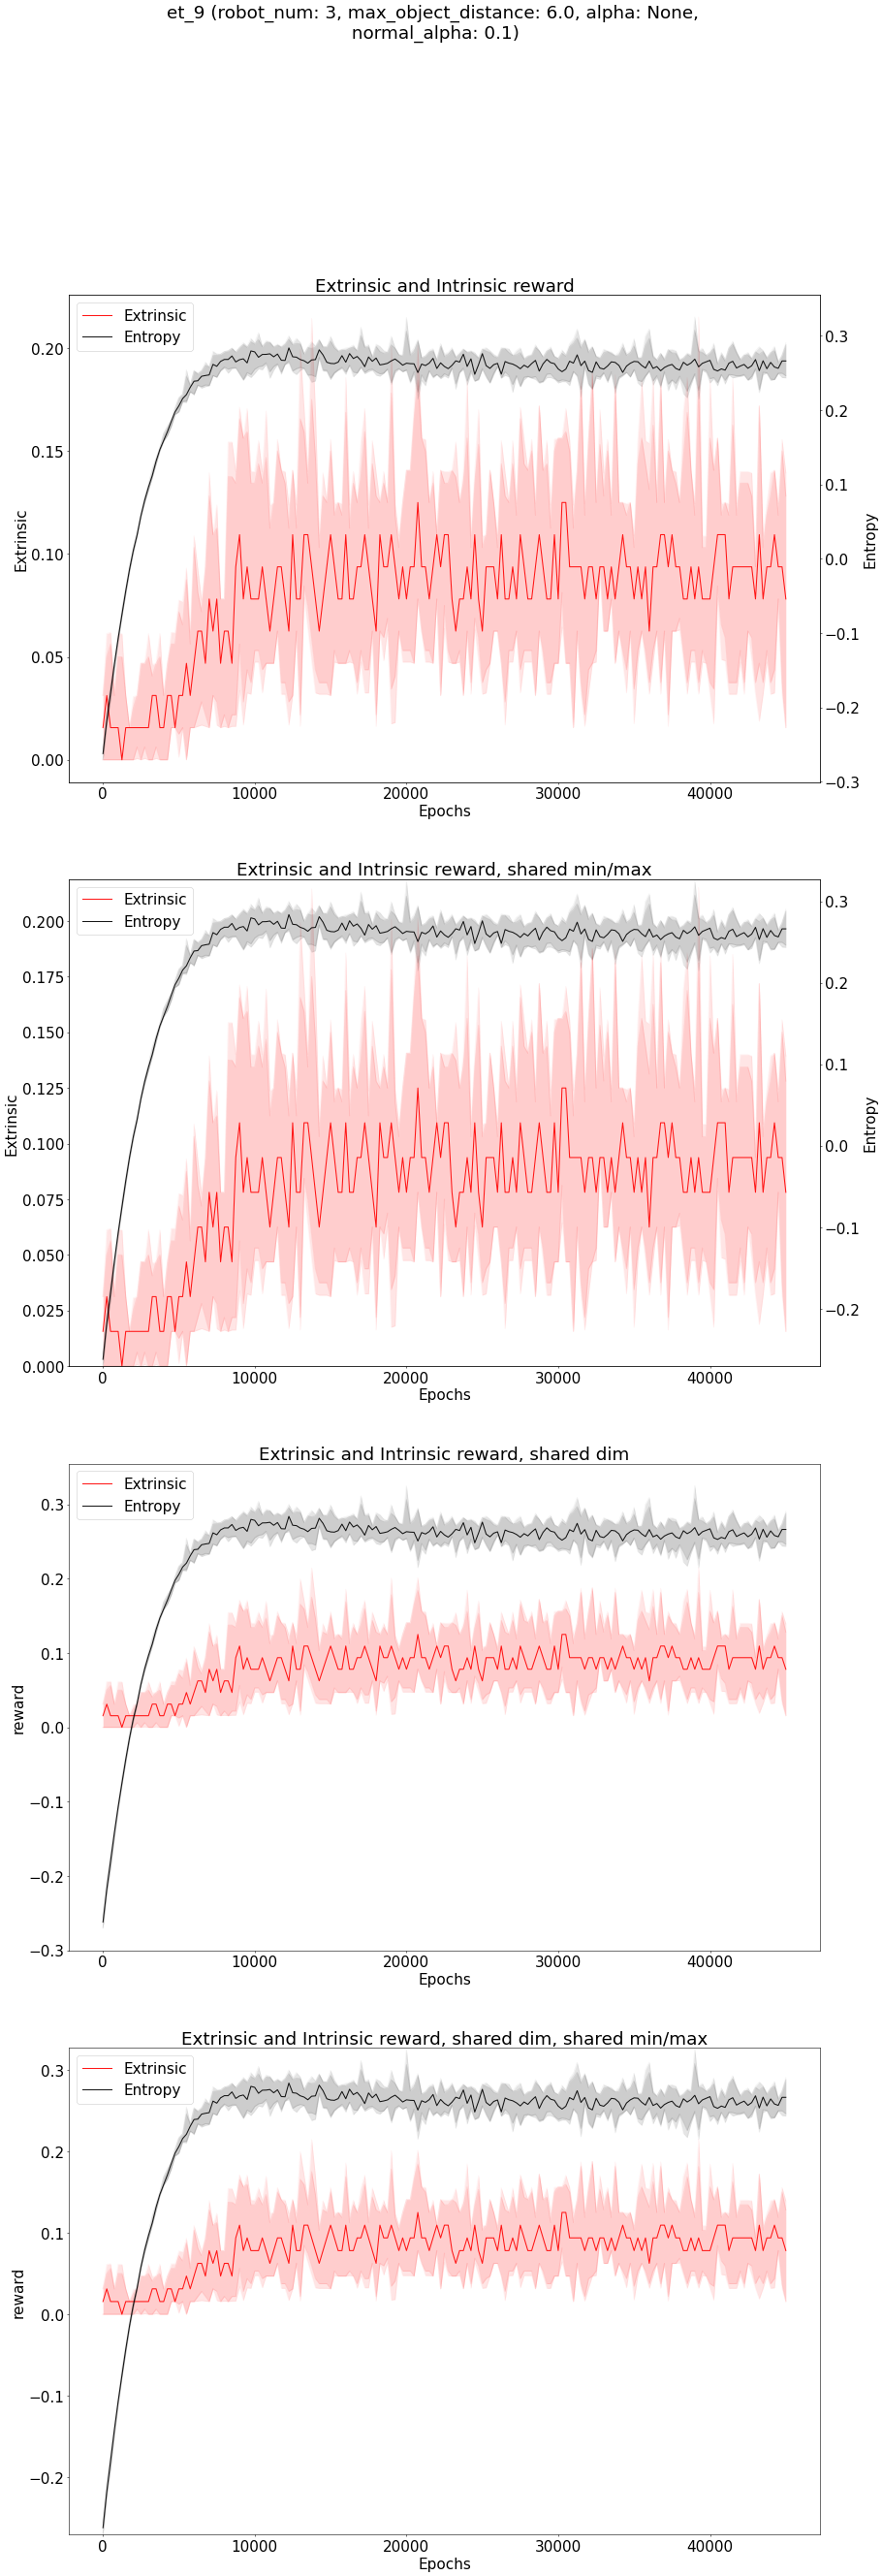 et_9 (robot_num: 3, max_object_distance: 6.0, alpha: None,
normal_alpha: 0.1)
Extrinsic and Intrinsic reward
Extrinsic
Entropy
0.20
0.15
0.10
0.05
0.00
Extrinsic
0.3
0.2
0.1
0.0
−0.1
−0.2
−0.3
Entropy
0
10000
20000
30000
40000
Epochs
Extrinsic and Intrinsic reward, shared min/max
Extrinsic
Entropy
0.200
0.175
0.150
0.125
0.100
0.075
0.050
0.025
0.000
Extrinsic
0.3
0.2
0.1
0.0
−0.1
−0.2
Entropy
0
10000
20000
30000
40000
Epochs
Extrinsic and Intrinsic reward, shared dim
Extrinsic
Entropy
0.3
0.2
0.1
0.0
−0.1
−0.2
−0.3
reward
0
10000
20000
30000
40000
Epochs
Extrinsic and Intrinsic reward, shared dim, shared min/max
Extrinsic
Entropy
0.3
0.2
0.1
0.0
−0.1
−0.2
reward
0
10000
20000
30000
40000
Epochs